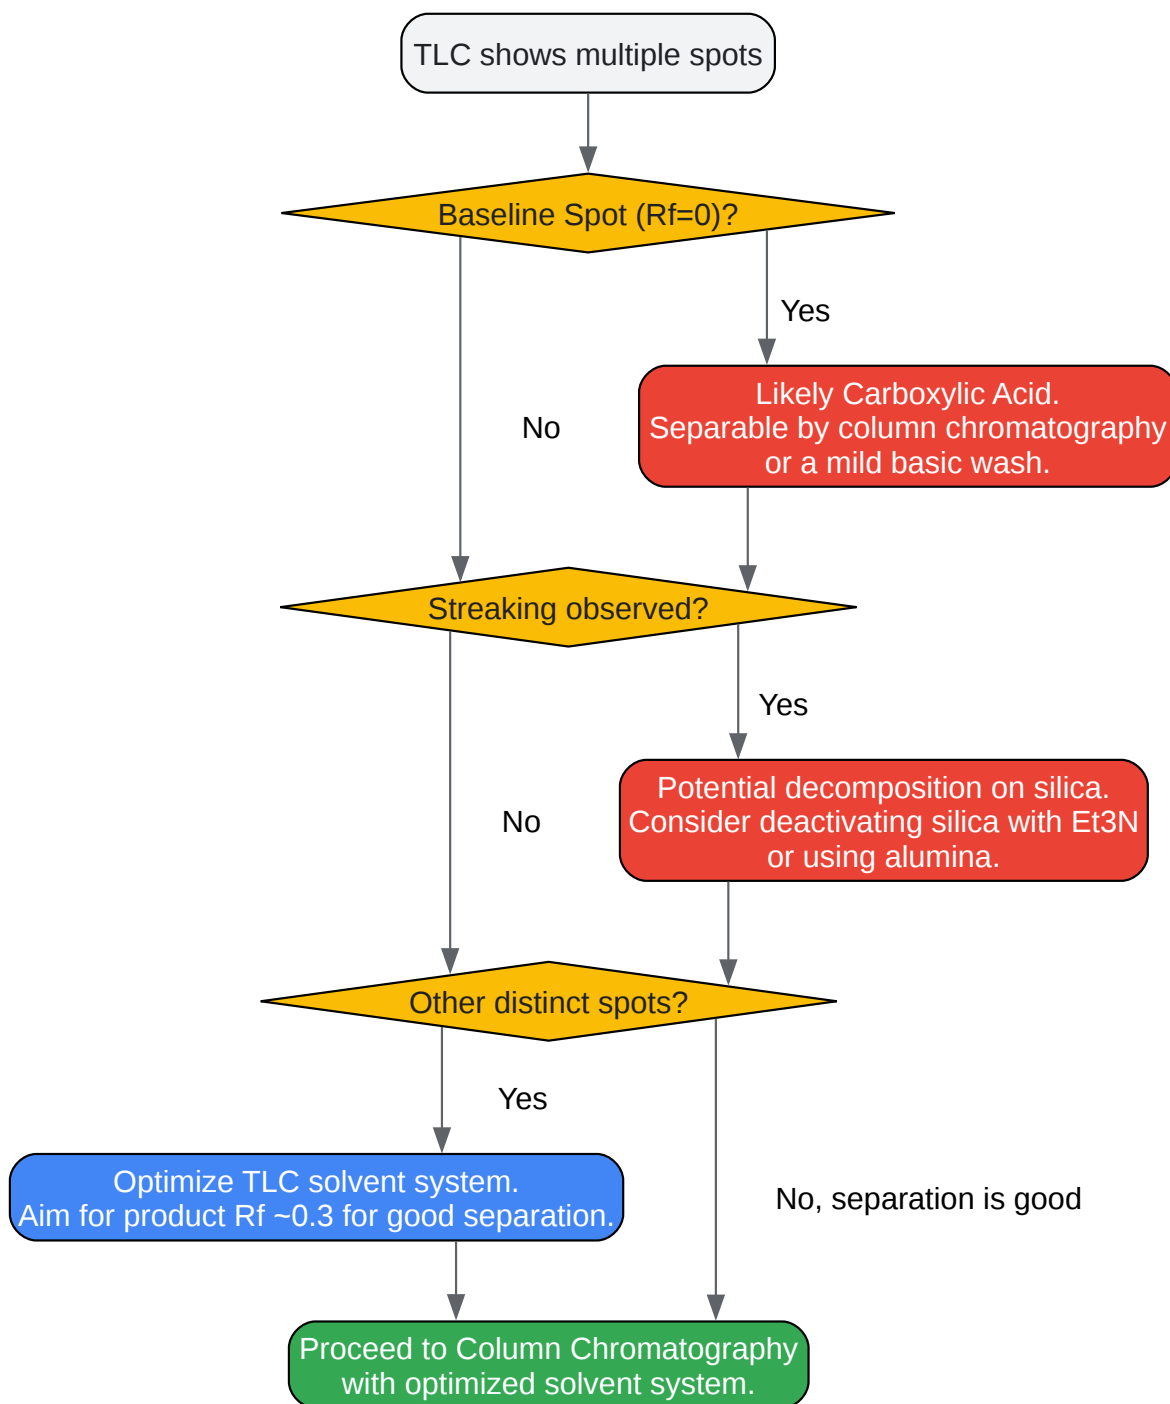 TLC shows multiple spots
Baseline Spot (Rf=0)?
Yes
Likely Carboxylic Acid.
Separable by column chromatography
or a mild basic wash.
No
Streaking observed?
Yes
Potential decomposition on silica.
Consider deactivating silica with Et3N
or using alumina.
No
Other distinct spots?
Yes
Optimize TLC solvent system.
Aim for product Rf ~0.3 for good separation.
No, separation is good
Proceed to Column Chromatography
with optimized solvent system.